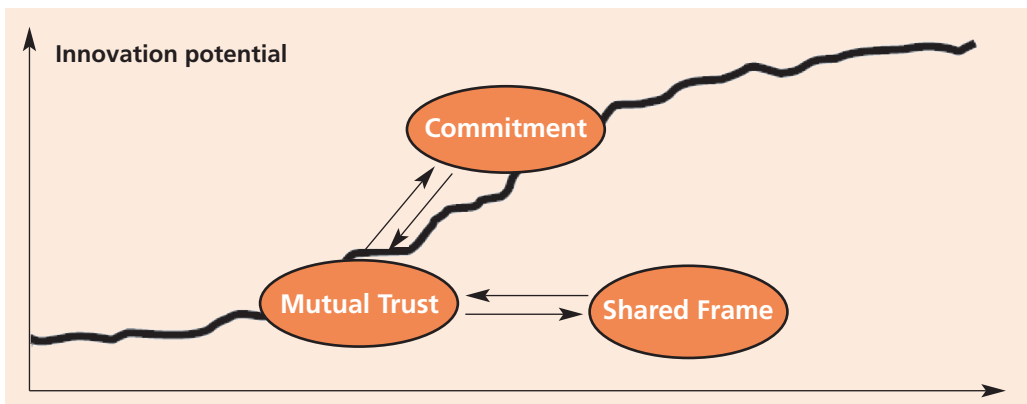 Innovation potential
Commitment
Mutual Trust
Shared Frame